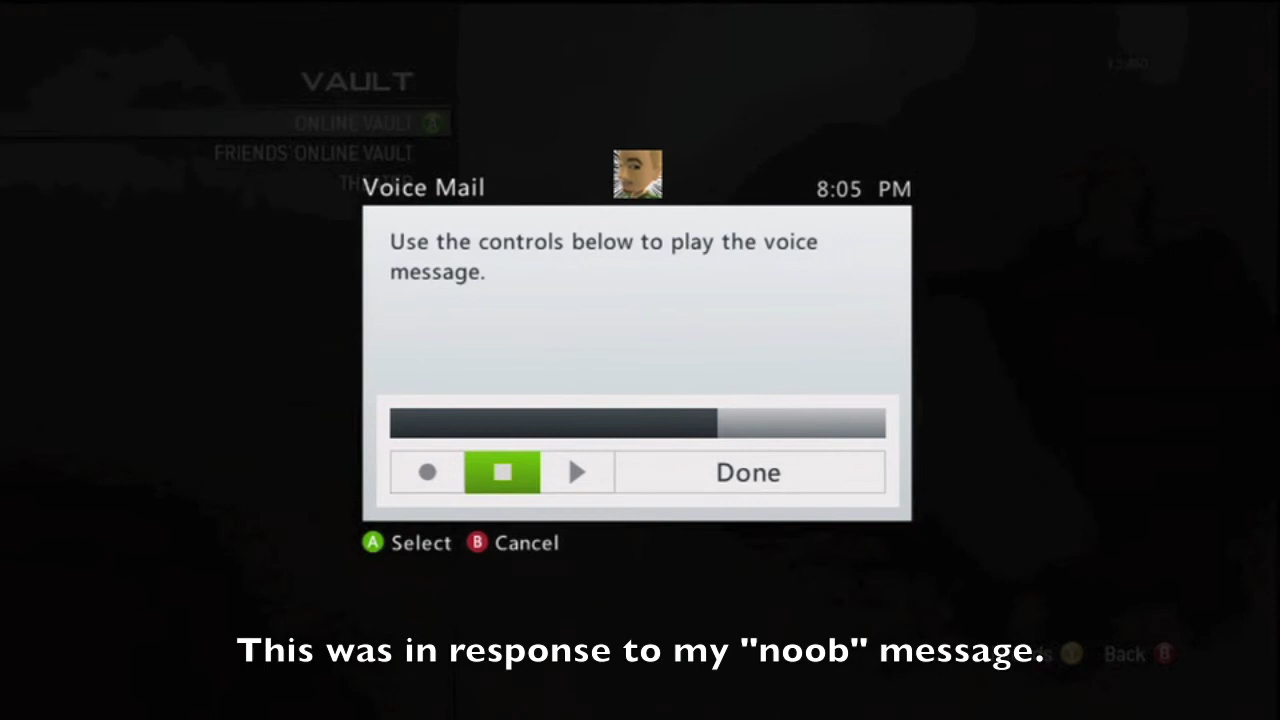 VAULT
ONLINE VAULT A
FRIENDS' ONLINE VAULT
Voice Mail
8:05 PM
Use the controls below to play the voice
message.
Done
A Select B Cancel
This was in response to my "noob" message.
Back B